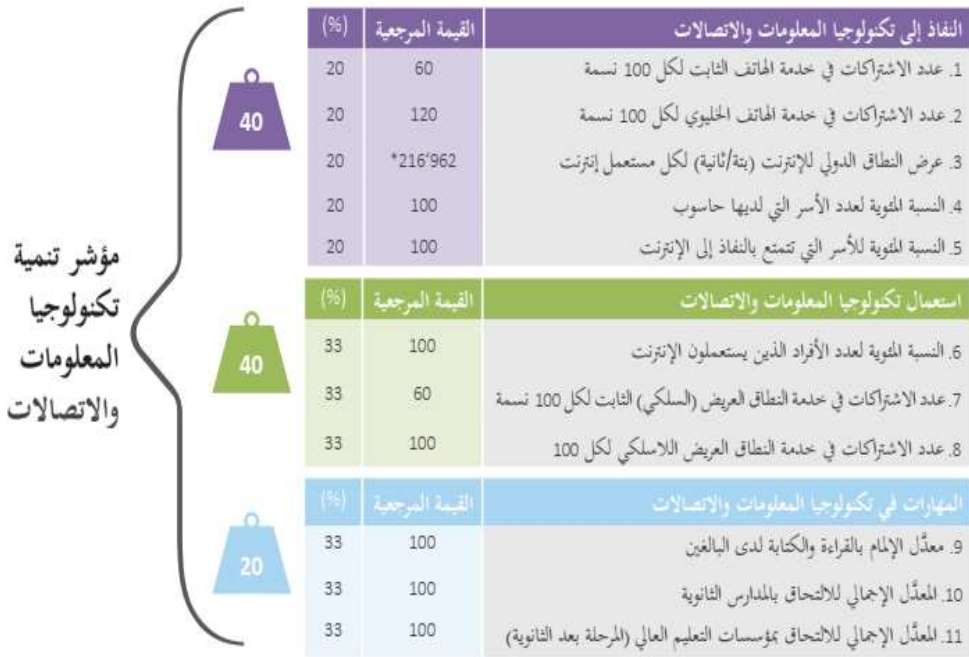 النفاذ إلى تكنولوجيا المعلومات والاتصالات القيمة المرجعية (%)
1. عدد الاشتراكات في خدمة الهاتف الثابت لكل 100 نسمة 60 20
2. عدد الاشتراكات في خدمة الهاتف الخليوي لكل 100 نسمة 120 20
3. عرض النطاق الدولي للإنترنت (بتة/ثانية) لكل مستعمل إنترنت 216'962* 20
4. النسبة المئوية لعدد الأسر التي لديها حاسوب 100 20
5. النسبة المئوية للأسر التي تتمتع بالنفاذ إلى الإنترنت 100 20
40
استعمال تكنولوجيا المعلومات والاتصالات القيمة المرجعية (%)
6. النسبة المئوية لعدد الأفراد الذين يستعملون الإنترنت 100 33
7. عدد الاشتراكات في خدمة النطاق العريض (السلكي) الثابت لكل 100 نسمة 60 33
8. عدد الاشتراكات في خدمة النطاق العريض اللاسلكي لكل 100 100 33
40
المهارات في تكنولوجيا المعلومات والاتصالات القيمة المرجعية (%)
9. معدَّل الإلمام بالقراءة والكتابة لدى البالغين 100 33
10. المعدَّل الإجمالي للالتحاق بالمدارس الثانوية 100 33
11. المعدَّل الإجمالي للالتحاق بمؤسسات التعليم العالي (المرحلة بعد الثانوية) 100 33
20
مؤشر تنمية
تكنولوجيا
المعلومات
والاتصالات